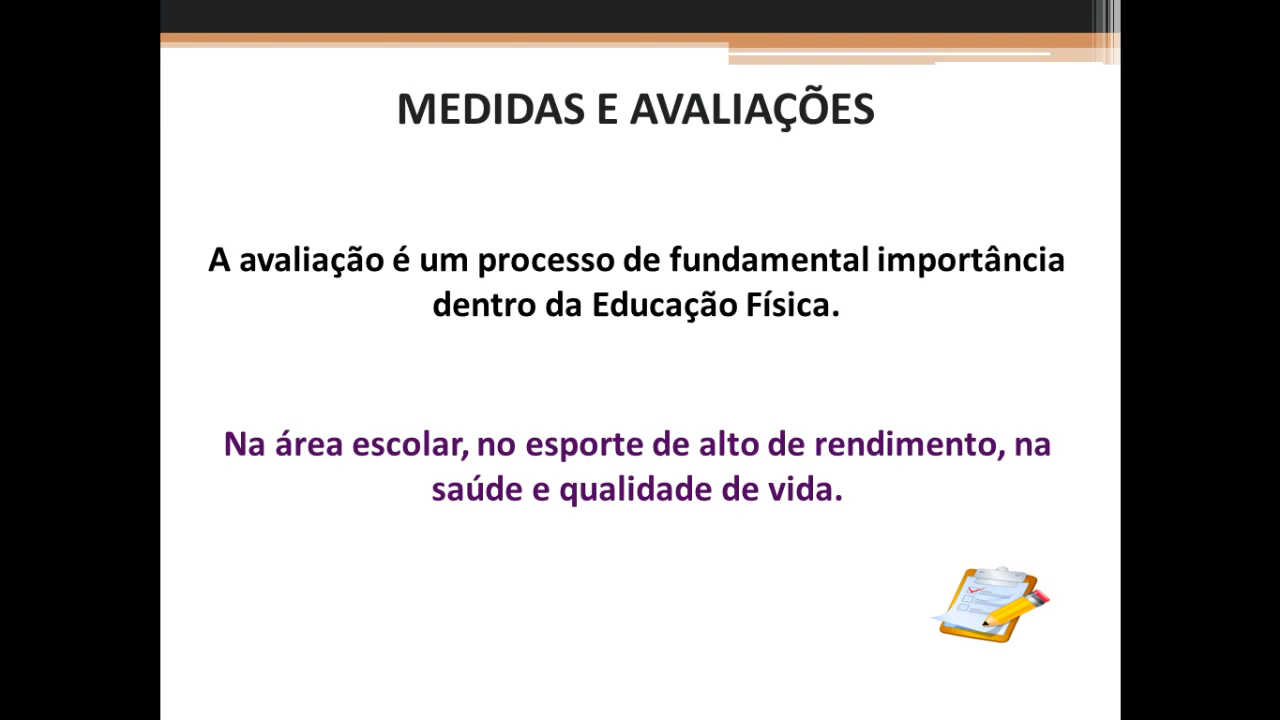 MEDIDAS E AVALIAÇÕES
A avaliação é um processo de fundamental importância
dentro da Educação Física.
Na área escolar, no esporte de alto de rendimento, na
saúde e qualidade de vida.